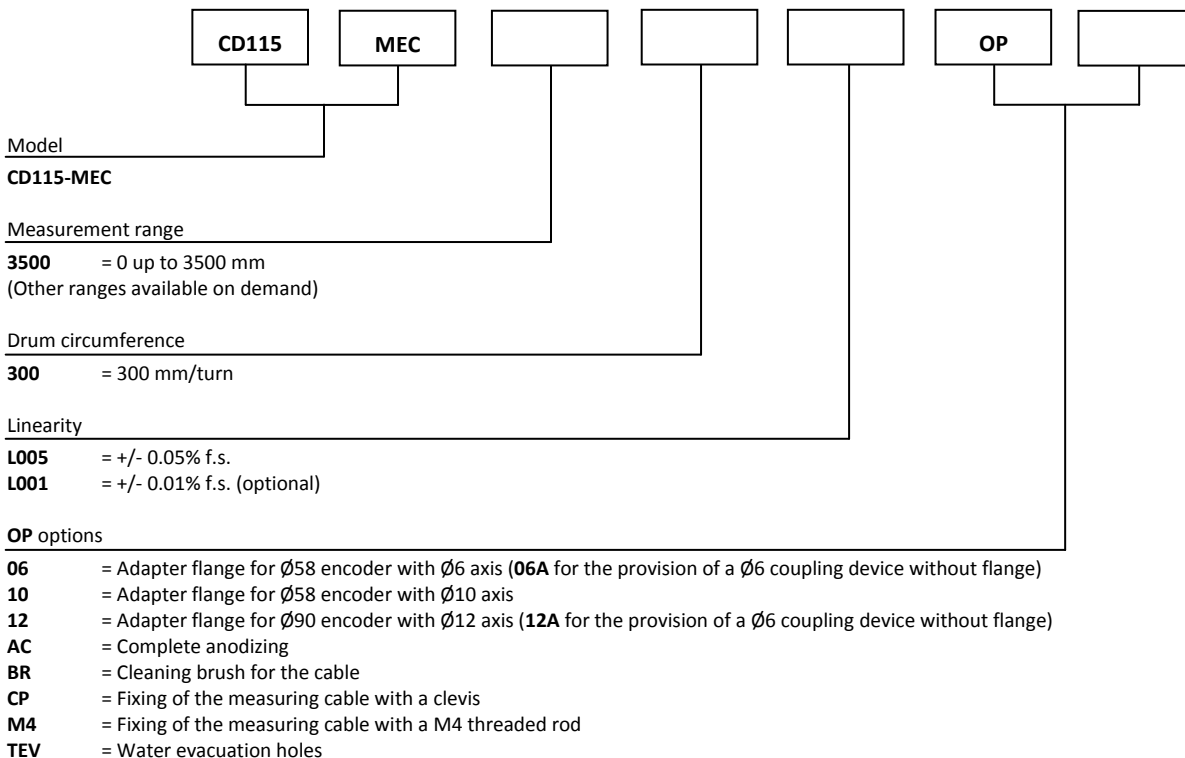 CD115 MEC OP
Model
CD115-MEC
Measurement range
3500 = 0 up to 3500 mm
(Other ranges available on demand)
Drum circumference
300 = 300 mm/turn
Linearity
L005 = +/- 0.05% f.s.
L001 = +/- 0.01% f.s. (optional)
OP options
06 = Adapter flange for Ø58 encoder with Ø6 axis (06A for the provision of a Ø6 coupling device without flange)
10 = Adapter flange for Ø58 encoder with Ø10 axis
12 = Adapter flange for Ø90 encoder with Ø12 axis (12A for the provision of a Ø6 coupling device without flange)
AC = Complete anodizing
BR = Cleaning brush for the cable
CP = Fixing of the measuring cable with a clevis
M4 = Fixing of the measuring cable with a M4 threaded rod
TEV = Water evacuation holes